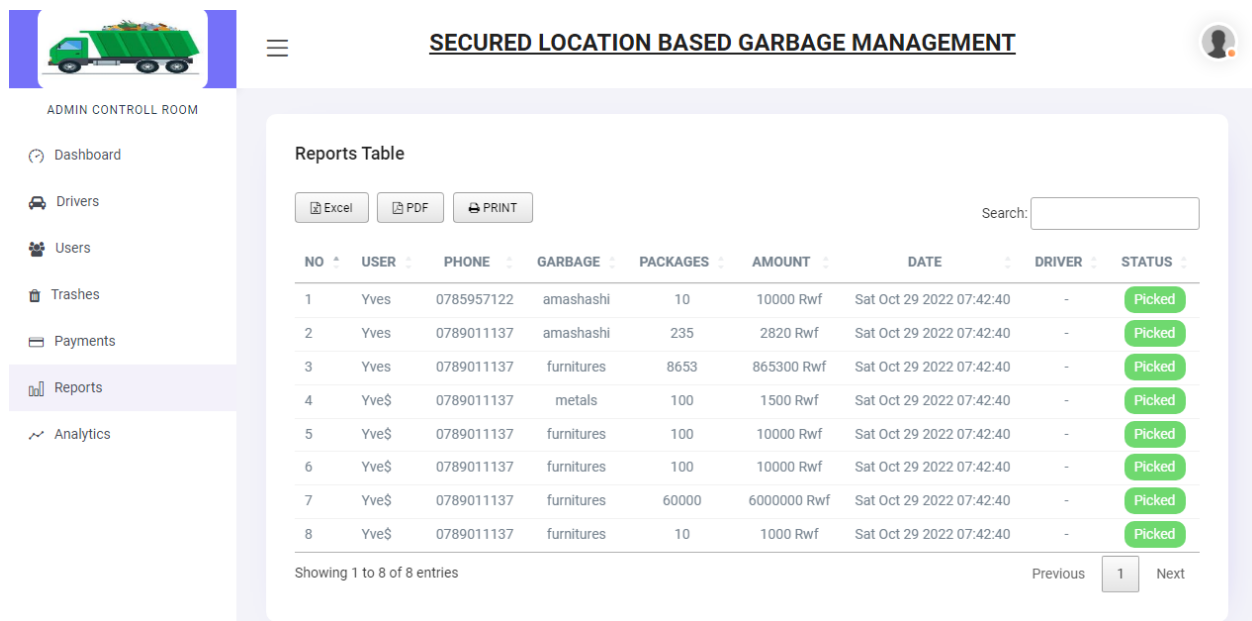 SECURED LOCATION BASED GARBAGE MANAGEMENT
ADMIN CONTROLL ROOM
Dashboard
Drivers
Users
Trashes
Payments
Reports
Analytics
Reports Table
Excel PDF PRINT Search:
NO USER PHONE GARBAGE PACKAGES AMOUNT DATE DRIVER STATUS
1 Yves 0785957122 amashashi 10 10000 Rwf Sat Oct 29 2022 07:42:40 - Picked
2 Yves 0789011137 amashashi 235 2820 Rwf Sat Oct 29 2022 07:42:40 - Picked
3 Yves 0789011137 furnitures 8653 865300 Rwf Sat Oct 29 2022 07:42:40 - Picked
4 Yve$ 0789011137 metals 100 1500 Rwf Sat Oct 29 2022 07:42:40 - Picked
5 Yve$ 0789011137 furnitures 100 10000 Rwf Sat Oct 29 2022 07:42:40 - Picked
6 Yve$ 0789011137 furnitures 100 10000 Rwf Sat Oct 29 2022 07:42:40 - Picked
7 Yve$ 0789011137 furnitures 60000 6000000 Rwf Sat Oct 29 2022 07:42:40 - Picked
8 Yve$ 0789011137 furnitures 10 1000 Rwf Sat Oct 29 2022 07:42:40 - Picked
Showing 1 to 8 of 8 entries Previous 1 Next